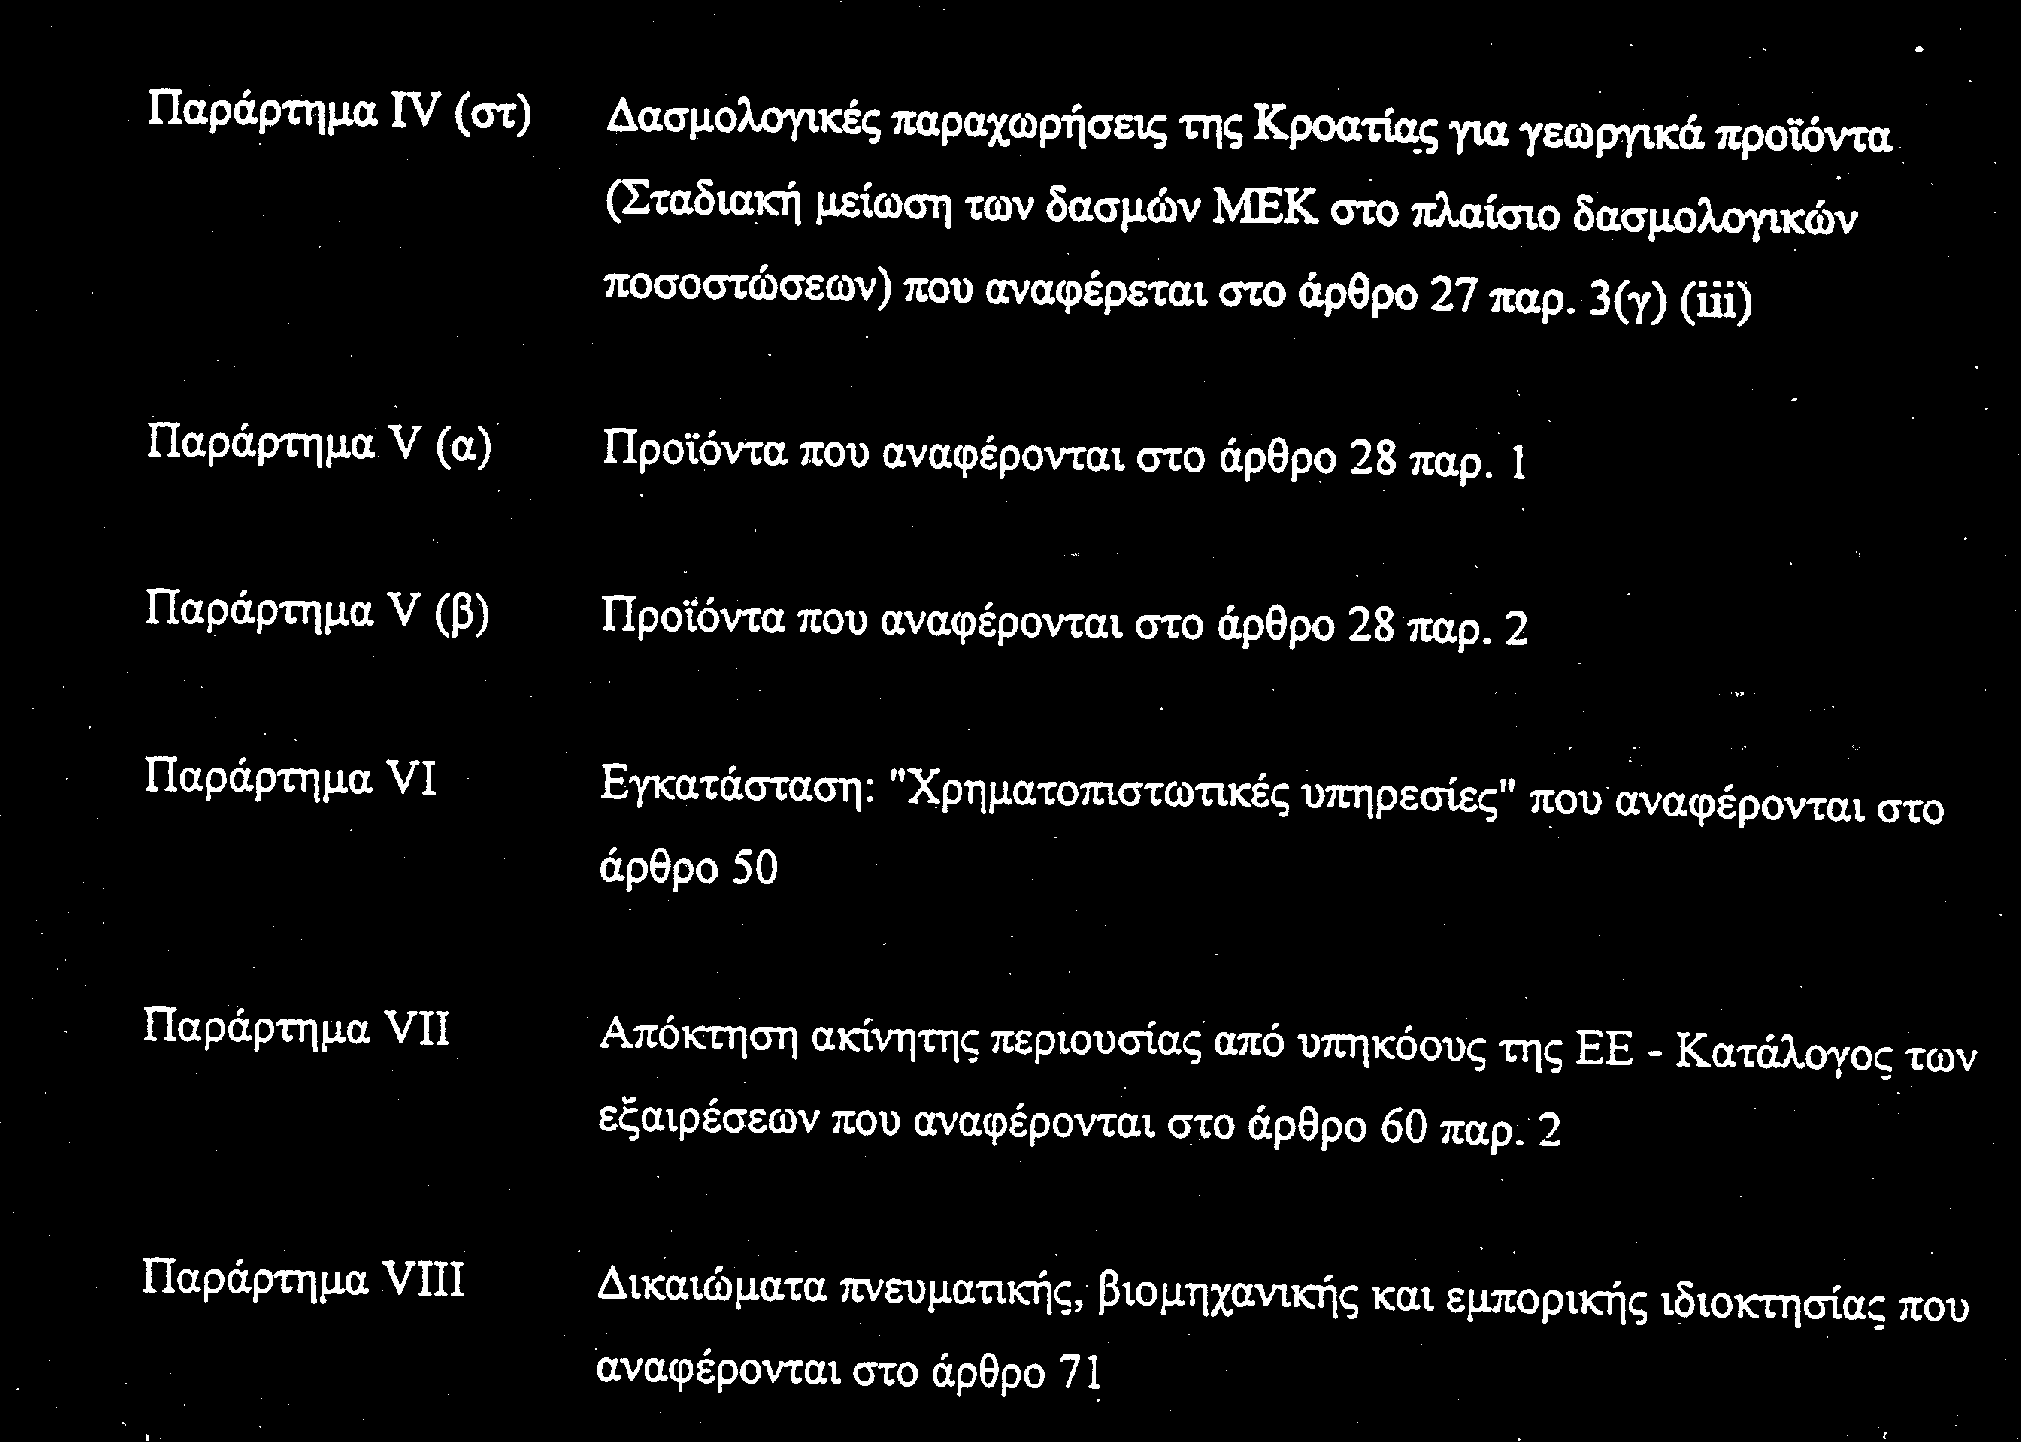 Παράρτημα IV (στ) Δασμολογικές παραχωρήσεις της Κροατίας για γεωργικά προϊόντα
(Σταδιακή μείωση των δασμών ΜΕΚ στο πλαίσιο δασμολογικών
ποσοστώσεων) που αναφέρεται στο άρθρο 27 παρ. 3(γ) (iii)
Παράρτημα V (α) Προϊόντα που αναφέρονται στο άρθρο 28 παρ. 1
Παράρτημα V (β) Προϊόντα που αναφέρονται στο άρθρο 28 παρ. 2
Παράρτημα VI Εγκατάσταση: "Χρηματοπιστωτικές υπηρεσίες" που αναφέρονται στο
άρθρο 50
Παράρτημα VII Απόκτηση ακίνητης περιουσίας από υπηκόους της ΕΕ - Κατάλογος των
εξαιρέσεων που αναφέρονται στο άρθρο 60 παρ. 2
Παράρτημα VIII Δικαιώματα πνευματικής, βιομηχανικής και εμπορικής ιδιοκτησίας που
αναφέρονται στο άρθρο 71